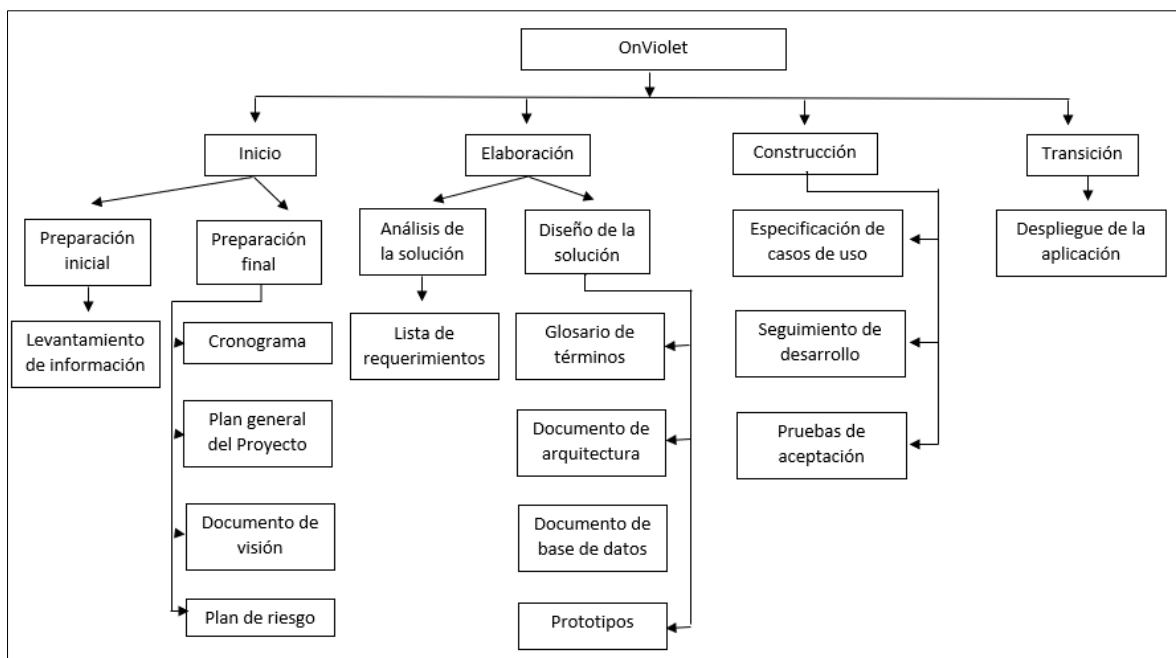 OnViolet
Inicio
Elaboración
Construcción
Transición
Preparación
inicial
Preparación
final
Análisis de
la solución
Diseño de la
solución
Especificación de
casos de uso
Despliegue de la
aplicación
Levantamiento
de información
Cronograma
Lista de
requerimientos
Glosario de
términos
Seguimiento de
desarrollo
Plan general
del Proyecto
Documento de
arquitectura
Pruebas de
aceptación
Documento de
visión
Documento de
base de datos
Plan de riesgo
Prototipos